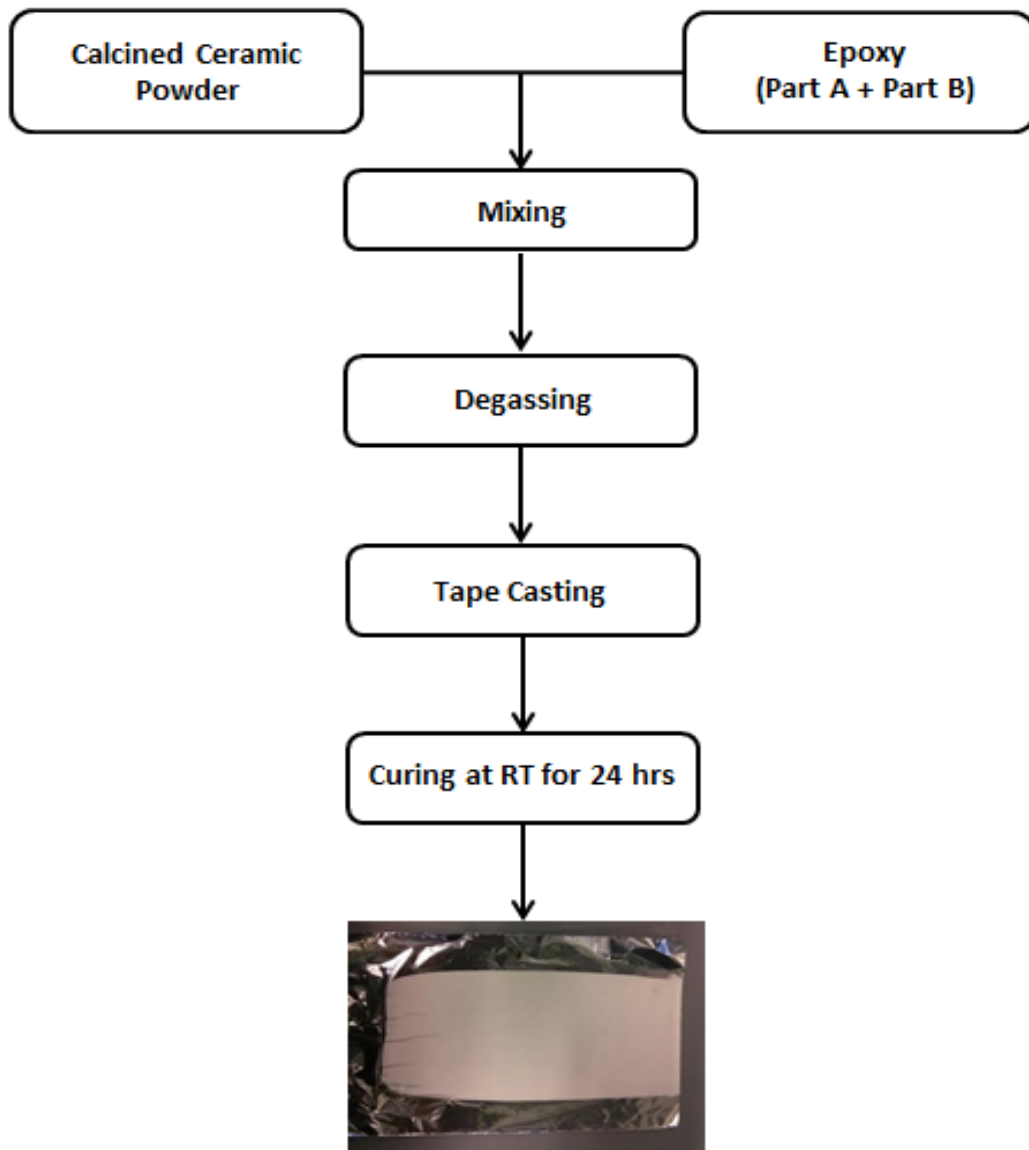 Calcined Ceramic
Powder
Epoxy
(Part A + Part B)
Mixing
Degassing
Tape Casting
Curing at RT for 24 hrs